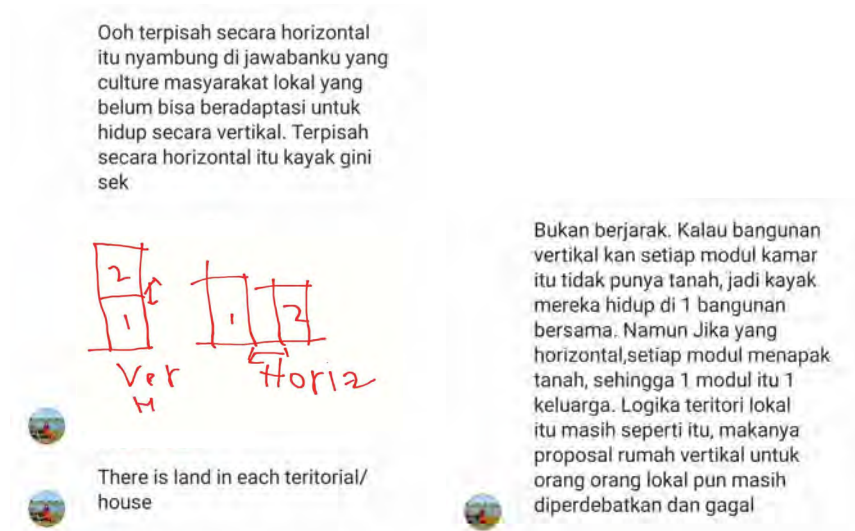 Ooh terpisah secara horizontal
itu nyambung di jawabanku yang
culture masyarakat lokal yang
belum bisa beradaptasi untuk
hidup secara vertikal. Terpisah
secara horizontal itu kayak gini
sek
2
1
Ver
1
2
Horiz
There is land in each teritorial/
house
Bukan berjarak. Kalau bangunan
vertikal kan setiap modul kamar
itu tidak punya tanah, jadi kayak
mereka hidup di 1 bangunan
bersama. Namun Jika yang
horizontal,setiap modul menapak
tanah, sehingga 1 modul itu 1
keluarga. Logika teritori lokal
itu masih seperti itu, makanya
proposal rumah vertikal untuk
orang orang lokal pun masih
diperdebatkan dan gagal